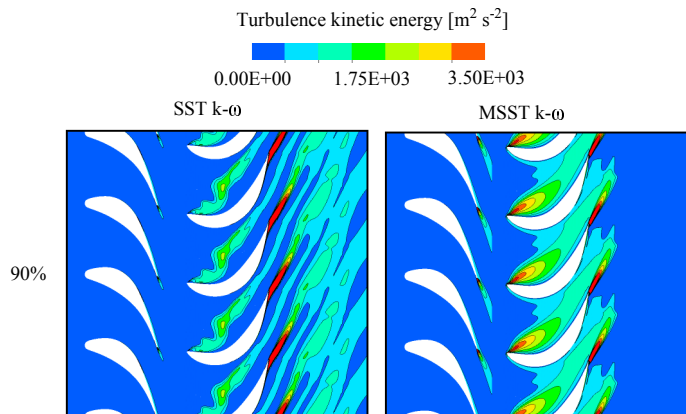 Turbulence kinetic energy [m² s⁻²]
0.00E+00 1.75E+03 3.50E+03
SST k-ω MSST k-ω
90%